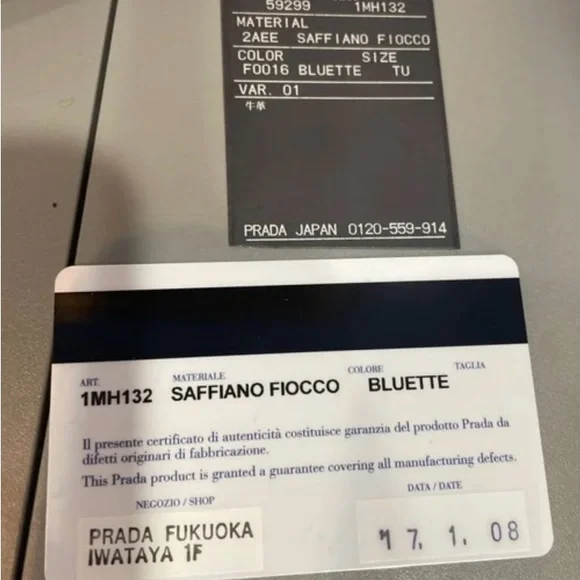 59299 1MH132
MATERIAL
2AEE SAFFIANO FIOCCO
COLOR SIZE
F0016 BLUETTE TU
VAR. 01
牛革
PRADA JAPAN 0120-559-914
ART. MATERIALE COLORE TAGLIA
1MH132 SAFFIANO FIOCCO BLUETTE
Il presente certificato di autenticità costituisce garanzia del prodotto Prada da
difetti originari di fabbricazione.
This Prada product is granted a guarantee covering all manufacturing defects.
NEGOZIO / SHOP DATA / DATE
PRADA FUKUOKA
IWATAYA 1F
'17. 1. 08